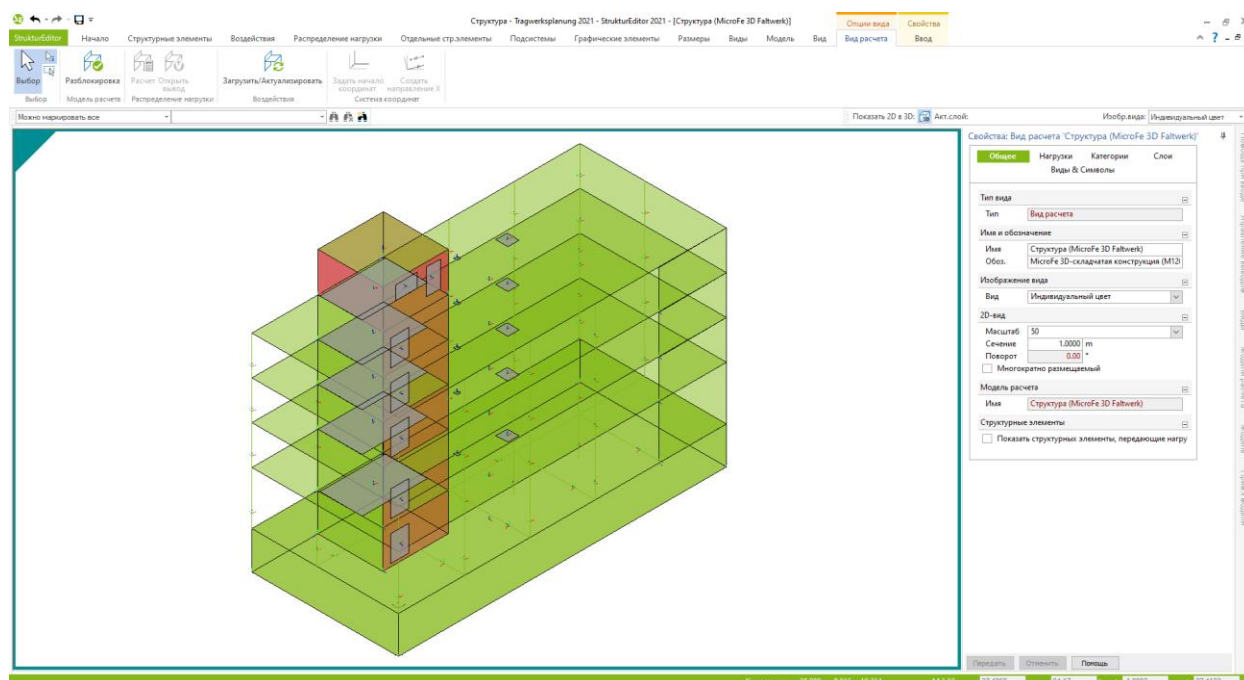 Структура - Tragwerksplanung 2021 - StrukturEditor 2021 - [Структура (MicroFe 3D Faltwerk)]
Опции вида Свойства
StrukturEditor Начало Структурные элементы Воздействия Распределение нагрузки Отдельные стр.элементы Подсистемы Графические элементы Размеры Виды Модель Вид Вид расчета Ввод
Выбор Разблокировка Расчет Открыть вывод Загрузить/Актуализировать Задать начало координат Создать направление X
Выбор Модель расчета Распределение нагрузки Воздействия Система координат
Можно маркировать все
Показать 2D в 3D: Акт.слой: Изобр.вида: Индивидуальный цвет
Свойства: Вид расчета 'Структура (MicroFe 3D Faltwerk)'
Общее Нагрузки Категории Слои
Виды & Символы
Тип вида
Тип Вид расчета
Имя и обозначение
Имя Структура (MicroFe 3D Faltwerk)
Обоз. MicroFe 3D-складчатая конструкция (M12
Изображение вида
Вид Индивидуальный цвет
2D-вид
Масштаб 50
Сечение 1.0000 m
Поворот 0.00 °
Многократно размещаемый
Модель расчета
Имя Структура (MicroFe 3D Faltwerk)
Структурные элементы
Показать структурных элементы, передающие нагру
Передать Отменить Помощь